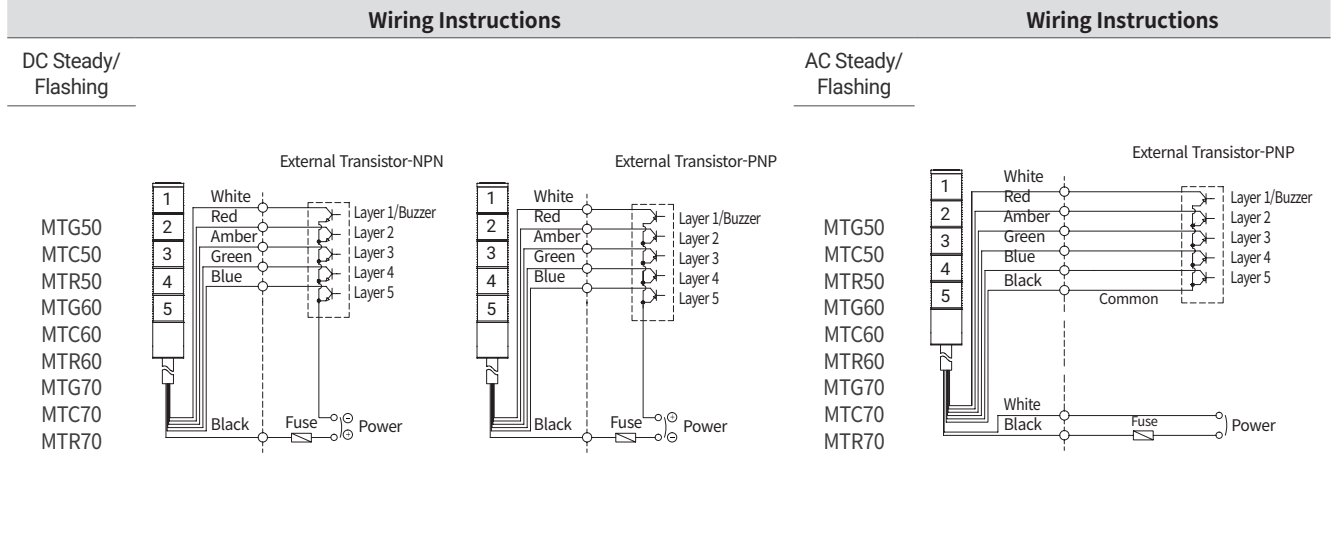 Wiring Instructions
Wiring Instructions
DC Steady/
Flashing
MTG50
MTC50
MTR50
MTG60
MTC60
MTR60
MTG70
MTC70
MTR70
External Transistor-NPN
1
2
3
4
5
White
Red
Amber
Green
Blue
Layer 1/Buzzer
Layer 2
Layer 3
Layer 4
Layer 5
Black
Fuse
⊖
⊕
Power
External Transistor-PNP
1
2
3
4
5
White
Red
Amber
Green
Blue
Layer 1/Buzzer
Layer 2
Layer 3
Layer 4
Layer 5
Black
Fuse
⊕
⊖
Power
AC Steady/
Flashing
MTG50
MTC50
MTR50
MTG60
MTC60
MTR60
MTG70
MTC70
MTR70
External Transistor-PNP
1
2
3
4
5
White
Red
Amber
Green
Blue
Black
Common
Layer 1/Buzzer
Layer 2
Layer 3
Layer 4
Layer 5
White
Black
Fuse
Power